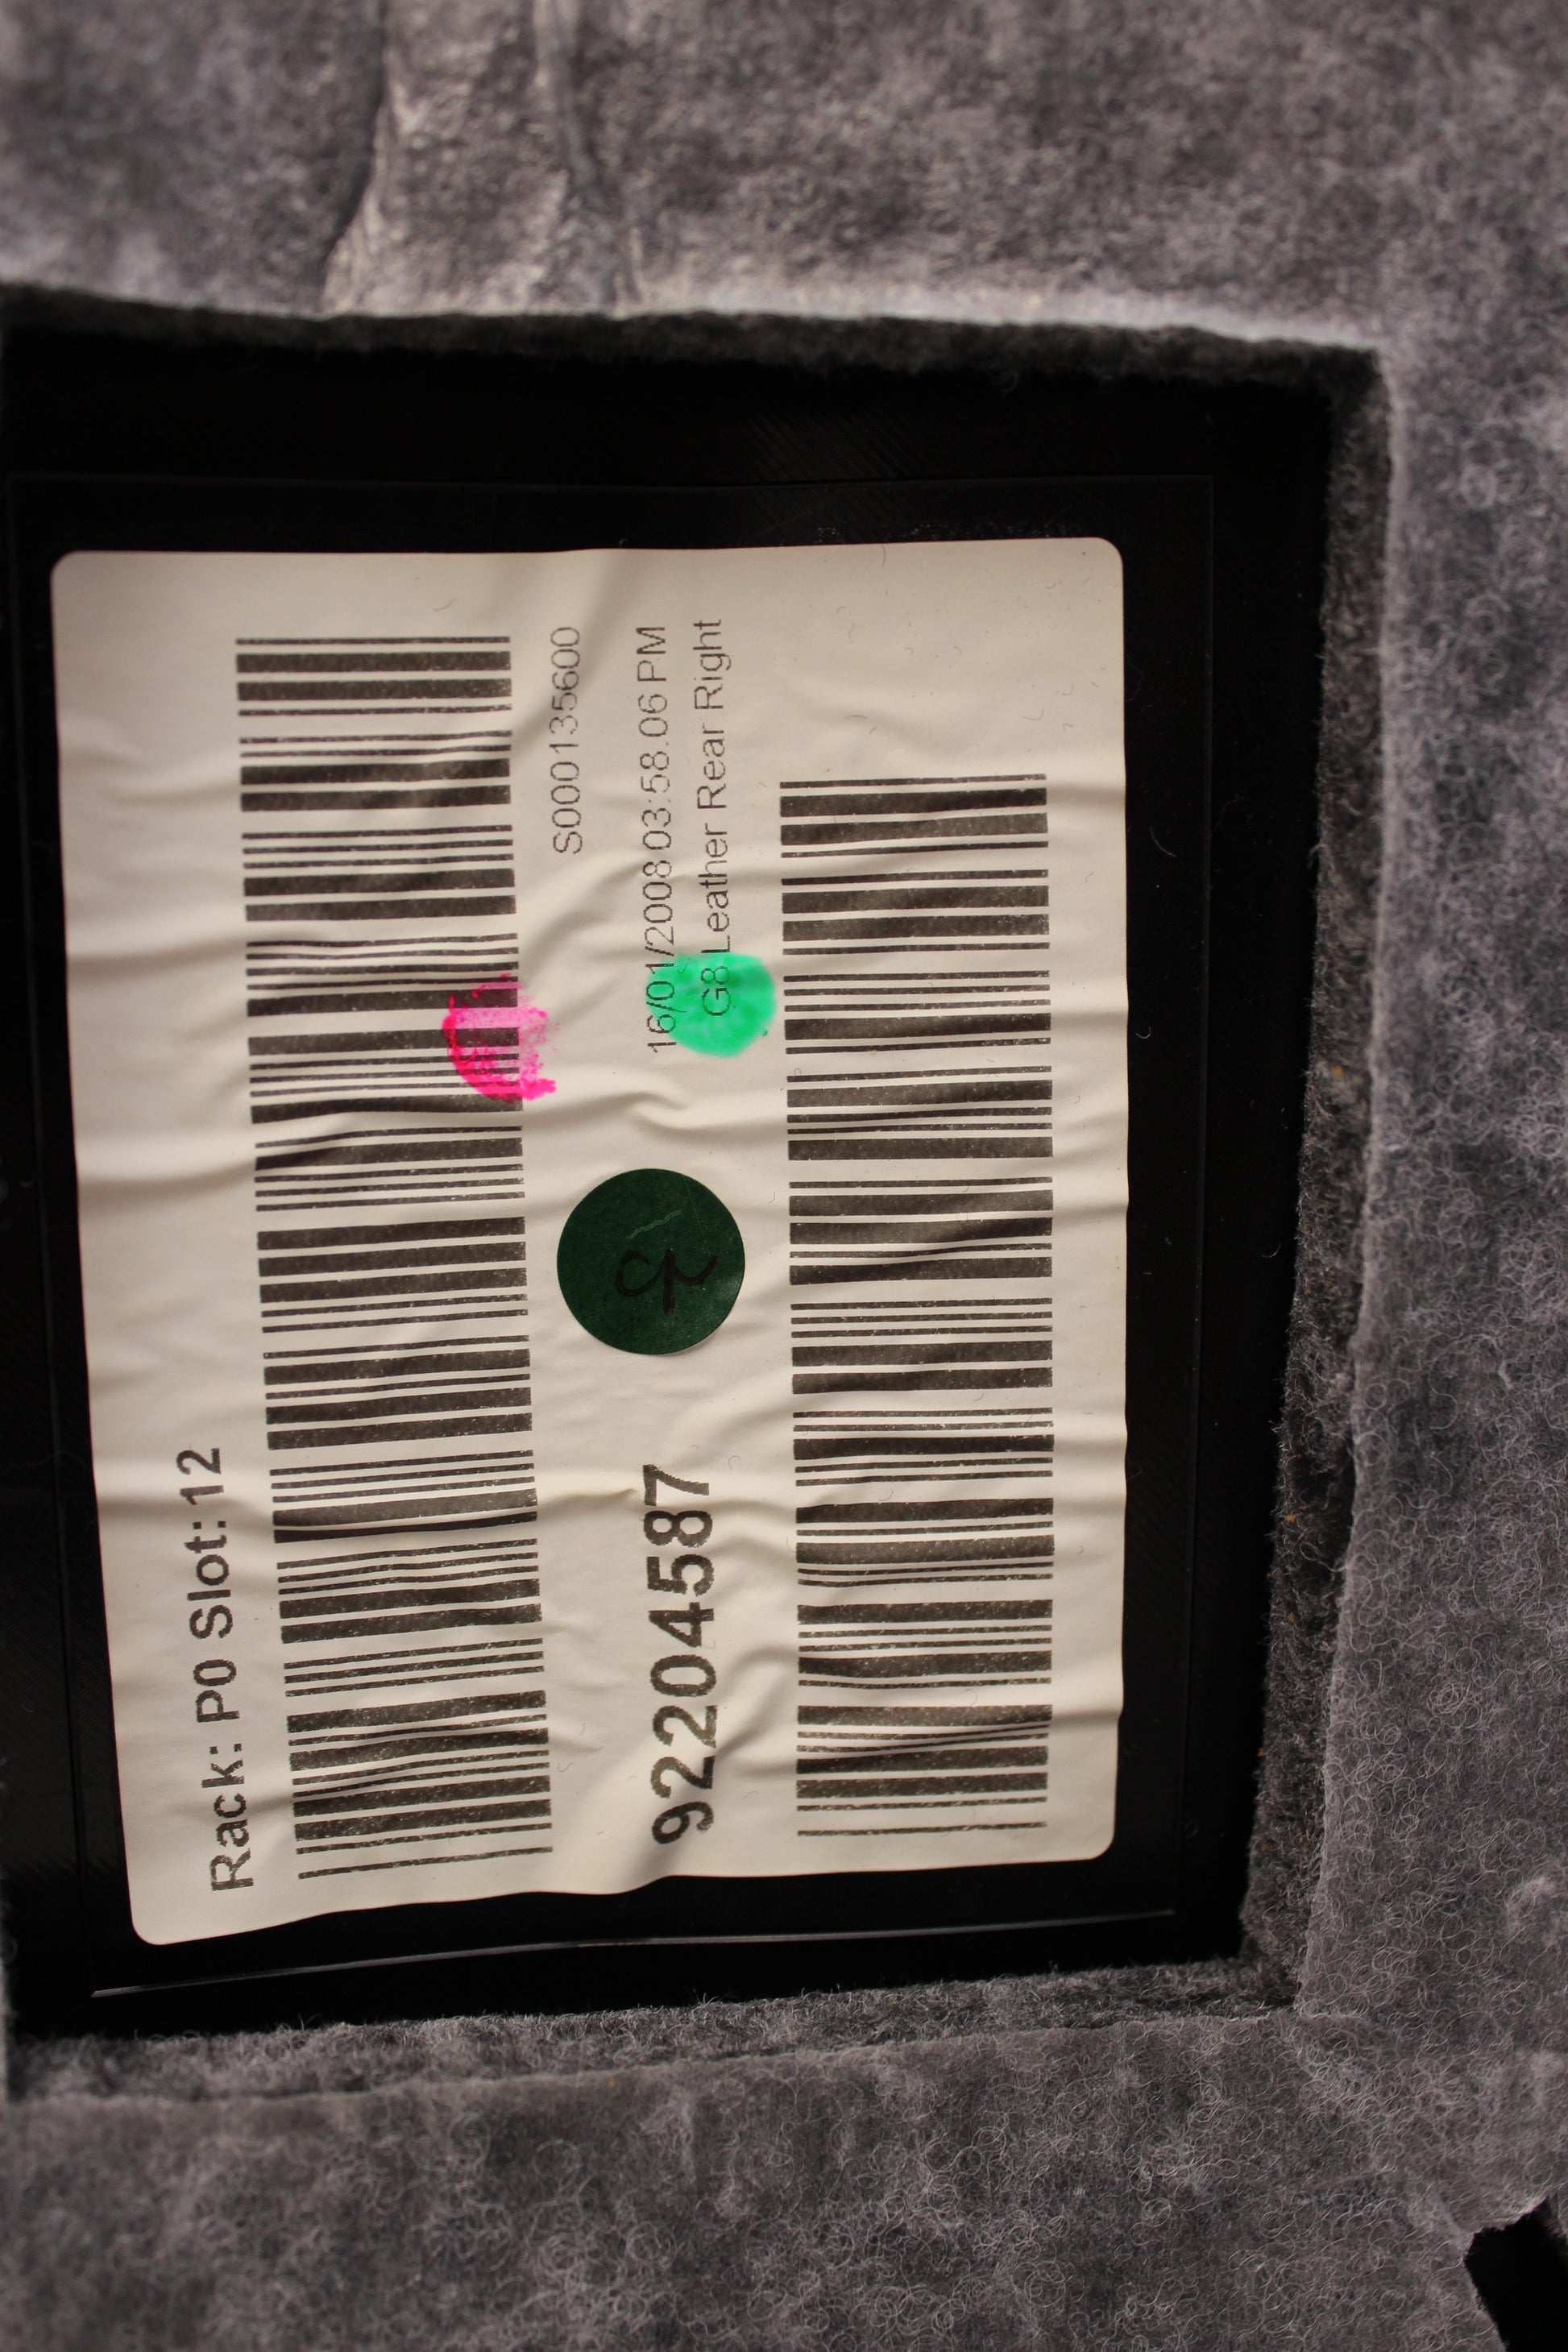 Rack: P0 Slot: 12
S000135600
16/01/2008 03:58.06 PM
92204587
G8 Leather Rear Right